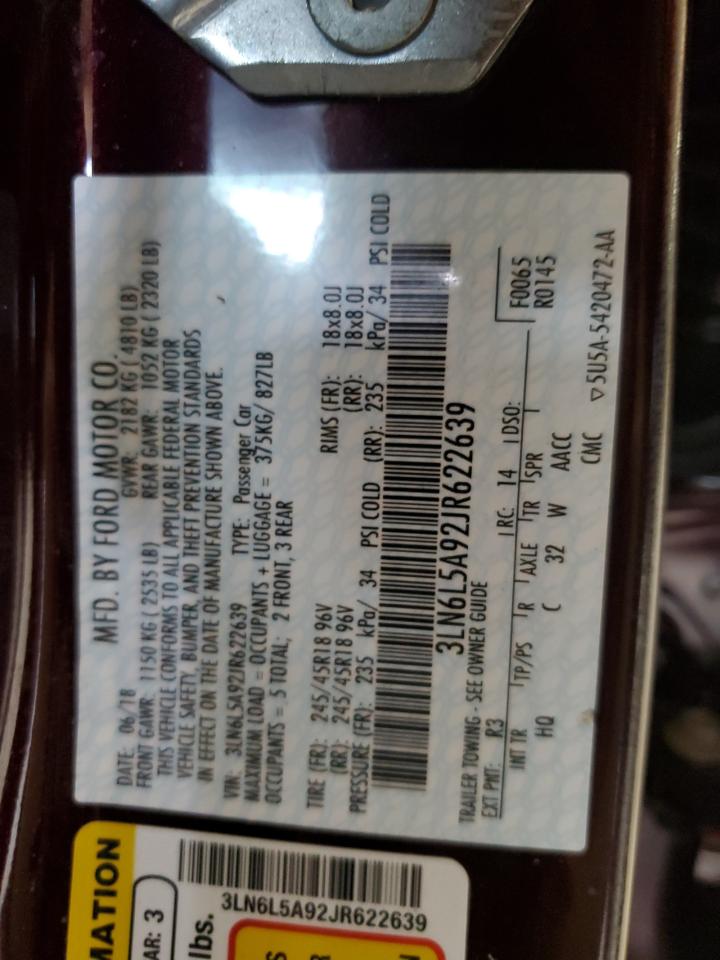 MFD. BY FORD MOTOR CO.
DATE: 06/18 GVWR: 2182 KG ( 4810 LB)
FRONT GAWR: 1150 KG ( 2535 LB) REAR GAWR: 1052 KG ( 2320 LB)
THIS VEHICLE CONFORMS TO ALL APPLICABLE FEDERAL MOTOR
VEHICLE SAFETY, BUMPER, AND THEFT PREVENTION STANDARDS
IN EFFECT ON THE DATE OF MANUFACTURE SHOWN ABOVE.
VIN: 3LN6L5A92JR622639 TYPE: Passenger Car
MAXIMUM LOAD = OCCUPANTS + LUGGAGE = 375KG/ 827LB
OCCUPANTS = 5 TOTAL; 2 FRONT, 3 REAR
TIRE (FR): 245/45R18 96V RIMS (FR): 18x8.0J
(RR): 245/45R18 96V (RR): 18x8.0J
PRESSURE (FR): 235 kPa/ 34 PSI COLD (RR): 235 kPa/ 34 PSI COLD
3LN6L5A92JR622639
TRAILER TOWING - SEE OWNER GUIDE
EXT PNT: R3 RC: 14 DSO: F0065
INT TR TP/PS R AXLE TR SPR R0145
HQ C 32 W AACC
CMC ▽5U5A-5420472-AA
MATION
AR: 3
lbs.
3LN6L5A92JR622639
S
R
N